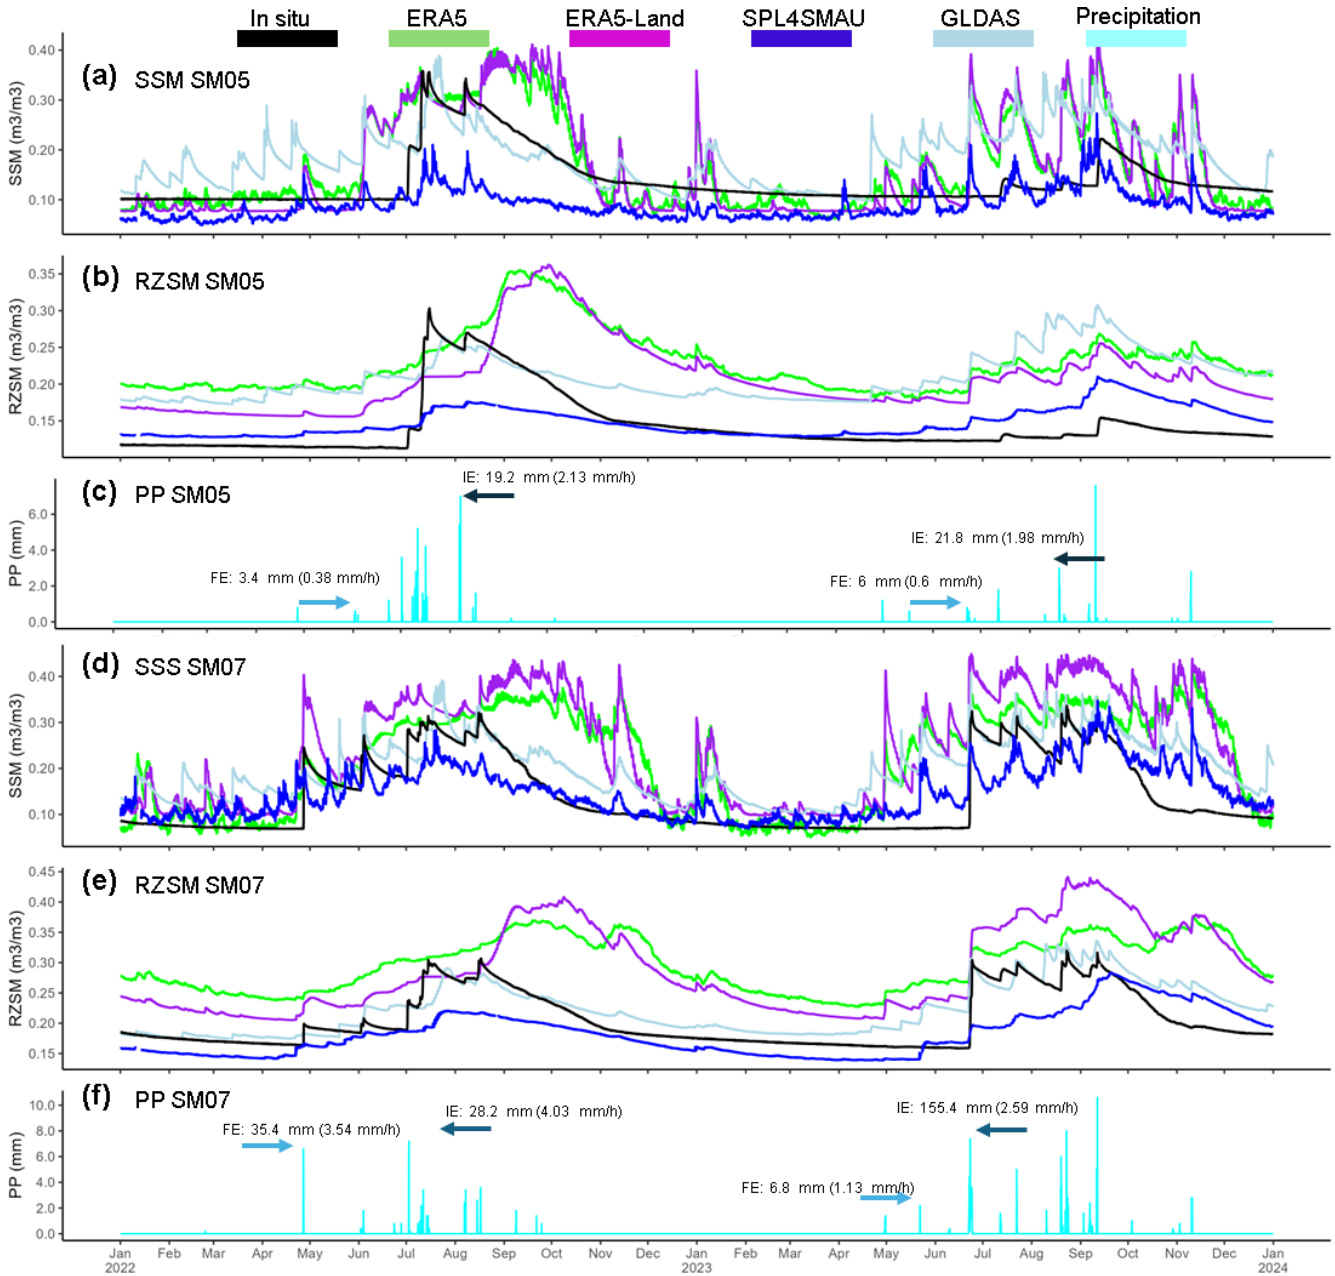 In situ ERA5 ERA5-Land SPL4SMAU GLDAS Precipitation
(a) SSM SM05
SSM (m3/m3)
0.40
0.30
0.20
0.10
(b) RZSM SM05
RZSM (m3/m3)
0.35
0.30
0.25
0.20
0.15
(c) PP SM05
PP (mm)
6.0
4.0
2.0
0.0
IE: 19.2 mm (2.13 mm/h)
FE: 3.4 mm (0.38 mm/h)
IE: 21.8 mm (1.98 mm/h)
FE: 6 mm (0.6 mm/h)
(d) SSS SM07
SSM (m3/m3)
0.40
0.30
0.20
0.10
(e) RZSM SM07
RZSM (m3/m3)
0.45
0.40
0.35
0.30
0.25
0.20
0.15
(f) PP SM07
PP (mm)
10.0
8.0
6.0
4.0
2.0
0.0
FE: 35.4 mm (3.54 mm/h)
IE: 28.2 mm (4.03 mm/h)
IE: 155.4 mm (2.59 mm/h)
FE: 6.8 mm (1.13 mm/h)
Jan Feb Mar Apr May Jun Jul Aug Sep Oct Nov Dec Jan Feb Mar Apr May Jun Jul Aug Sep Oct Nov Dec Jan
2022 2023 2024